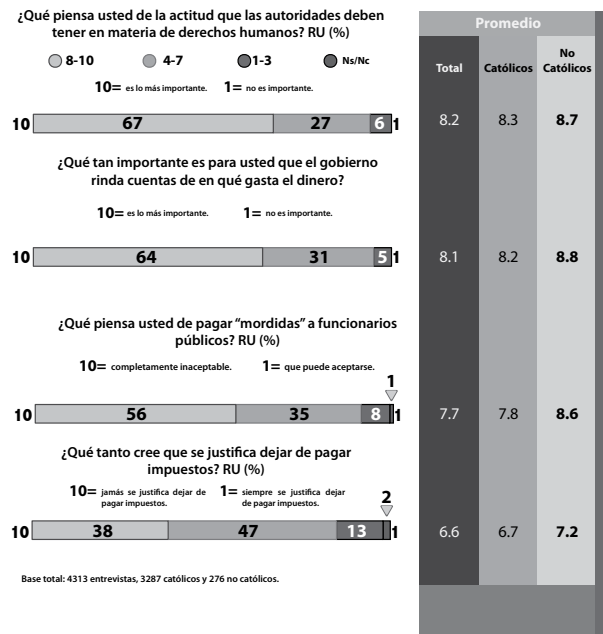 ¿Qué piensa usted de la actitud que las autoridades deben
tener en materia de derechos humanos? RU (%)
8-10 4-7 1-3 Ns/Nc
10= es lo más importante. 1= no es importante.
10 67 27 6 1
¿Qué tan importante es para usted que el gobierno
rinda cuentas de en qué gasta el dinero?
10= es lo más importante. 1= no es importante.
10 64 31 5 1
¿Qué piensa usted de pagar “mordidas” a funcionarios
públicos? RU (%)
10= completamente inaceptable. 1= que puede aceptarse.
1
10 56 35 8 1
¿Qué tanto cree que se justifica dejar de pagar
impuestos? RU (%)
10= jamás se justifica dejar de 1= siempre se justifica dejar
pagar impuestos. de pagar impuestos.
2
10 38 47 13 1
Base total: 4313 entrevistas, 3287 católicos y 276 no católicos.
Promedio
Total Católicos No
Católicos
8.2 8.3 8.7
8.1 8.2 8.8
7.7 7.8 8.6
6.6 6.7 7.2